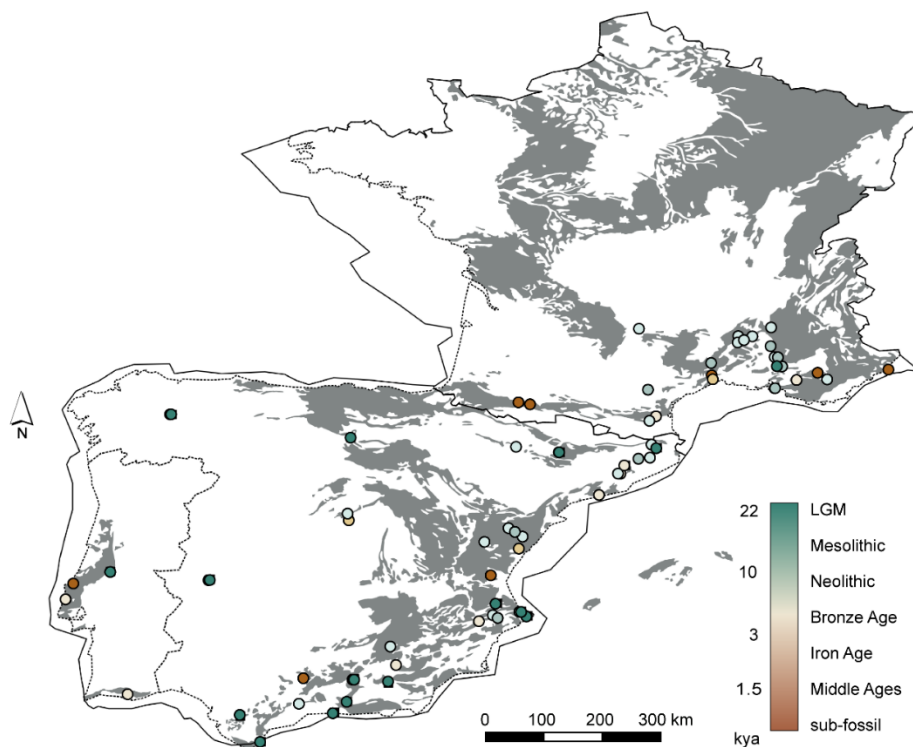 N
22
LGM
Mesolithic
10
Neolithic
Bronze Age
3
Iron Age
1.5
Middle Ages
sub-fossil
kya
0 100 200 300 km